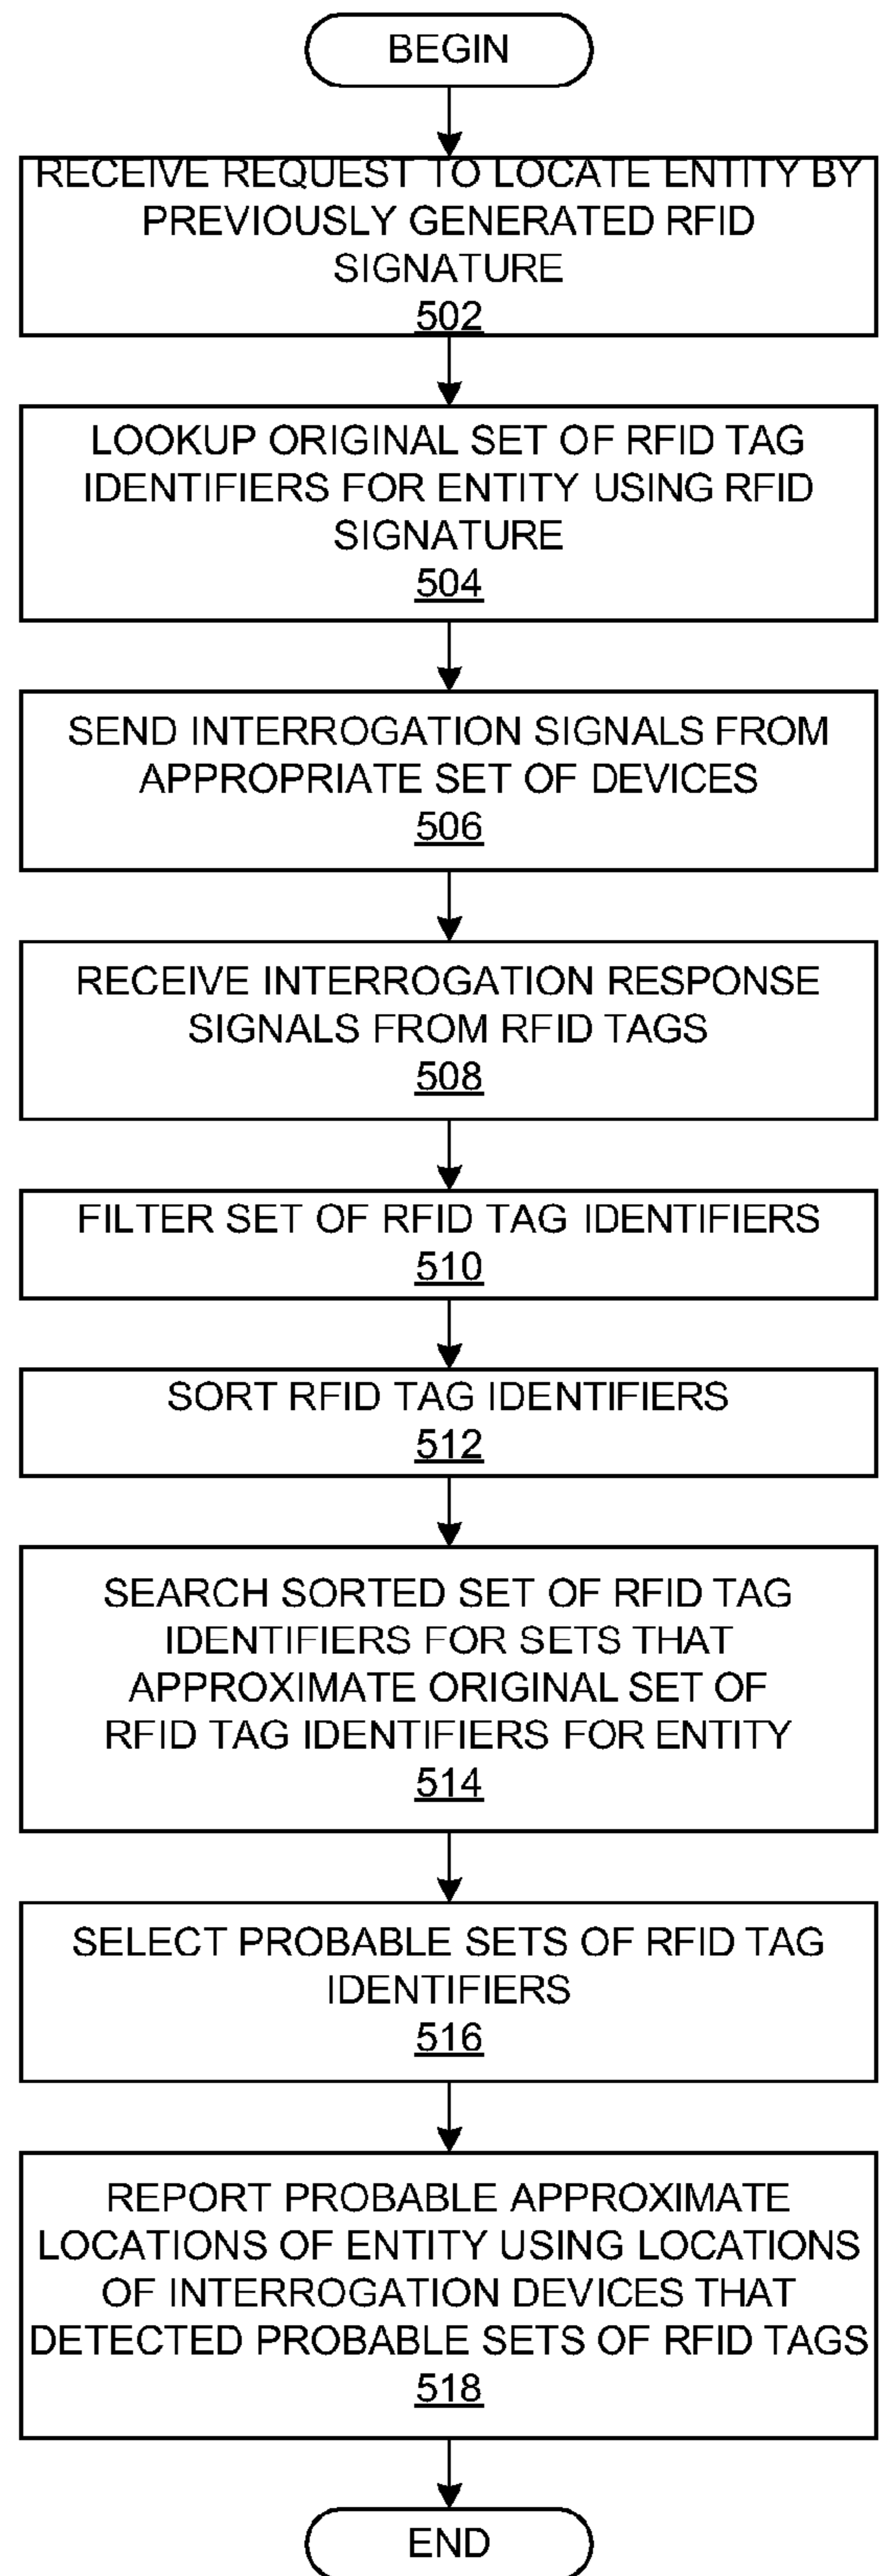 BEGIN
RECEIVE REQUEST TO LOCATE ENTITY BY
PREVIOUSLY GENERATED RFID
SIGNATURE
502
LOOKUP ORIGINAL SET OF RFID TAG
IDENTIFIERS FOR ENTITY USING RFID
SIGNATURE
504
SEND INTERROGATION SIGNALS FROM
APPROPRIATE SET OF DEVICES
506
RECEIVE INTERROGATION RESPONSE
SIGNALS FROM RFID TAGS
508
FILTER SET OF RFID TAG IDENTIFIERS
510
SORT RFID TAG IDENTIFIERS
512
SEARCH SORTED SET OF RFID TAG
IDENTIFIERS FOR SETS THAT
APPROXIMATE ORIGINAL SET OF
RFID TAG IDENTIFIERS FOR ENTITY
514
SELECT PROBABLE SETS OF RFID TAG
IDENTIFIERS
516
REPORT PROBABLE APPROXIMATE
LOCATIONS OF ENTITY USING LOCATIONS
OF INTERROGATION DEVICES THAT
DETECTED PROBABLE SETS OF RFID TAGS
518
END